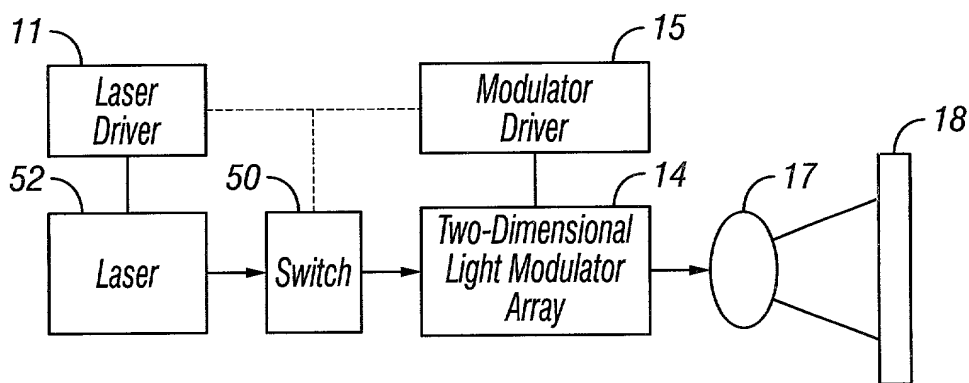 11
Laser
Driver
15
Modulator
Driver
18
52
Laser
50
Switch
14
Two-Dimensional
Light Modulator
Array
17